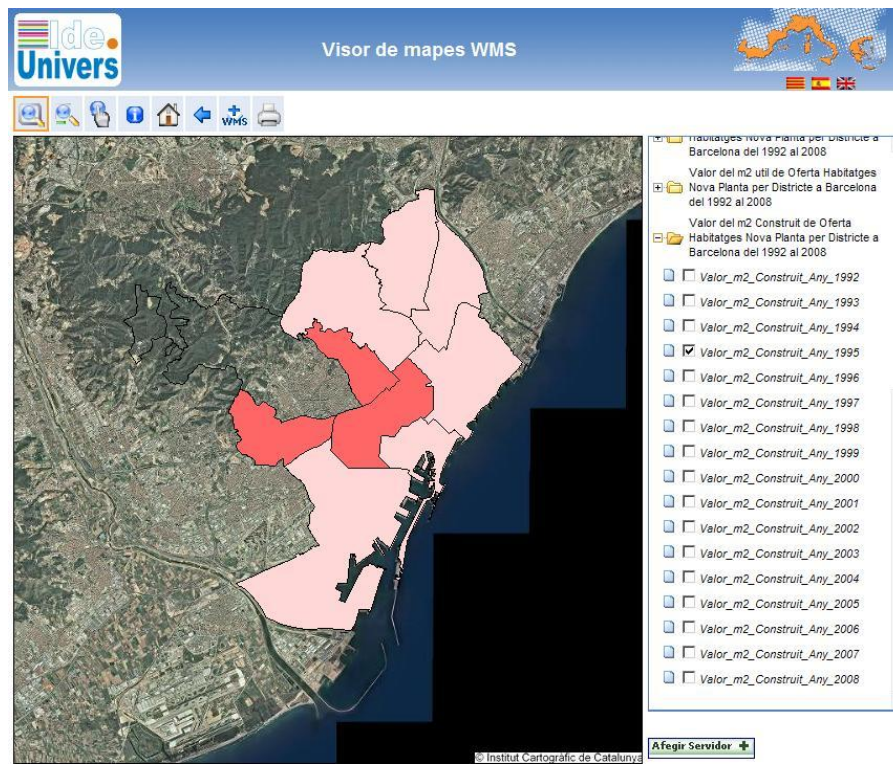 Ide.
Univers
Visor de mapes WMS
WMS
Habitatges Nova Planta per Districte a
Barcelona del 1992 al 2008
Valor del m2 util de Oferta Habitatges
Nova Planta per Districte a Barcelona
del 1992 al 2008
Valor del m2 Construit de Oferta
Habitatges Nova Planta per Districte a
Barcelona del 1992 al 2008
Valor_m2_Construit_Any_1992
Valor_m2_Construit_Any_1993
Valor_m2_Construit_Any_1994
Valor_m2_Construit_Any_1995
Valor_m2_Construit_Any_1996
Valor_m2_Construit_Any_1997
Valor_m2_Construit_Any_1998
Valor_m2_Construit_Any_1999
Valor_m2_Construit_Any_2000
Valor_m2_Construit_Any_2001
Valor_m2_Construit_Any_2002
Valor_m2_Construit_Any_2003
Valor_m2_Construit_Any_2004
Valor_m2_Construit_Any_2005
Valor_m2_Construit_Any_2006
Valor_m2_Construit_Any_2007
Valor_m2_Construit_Any_2008
© Institut Cartogràfic de Catalunya
Afegir Servidor +